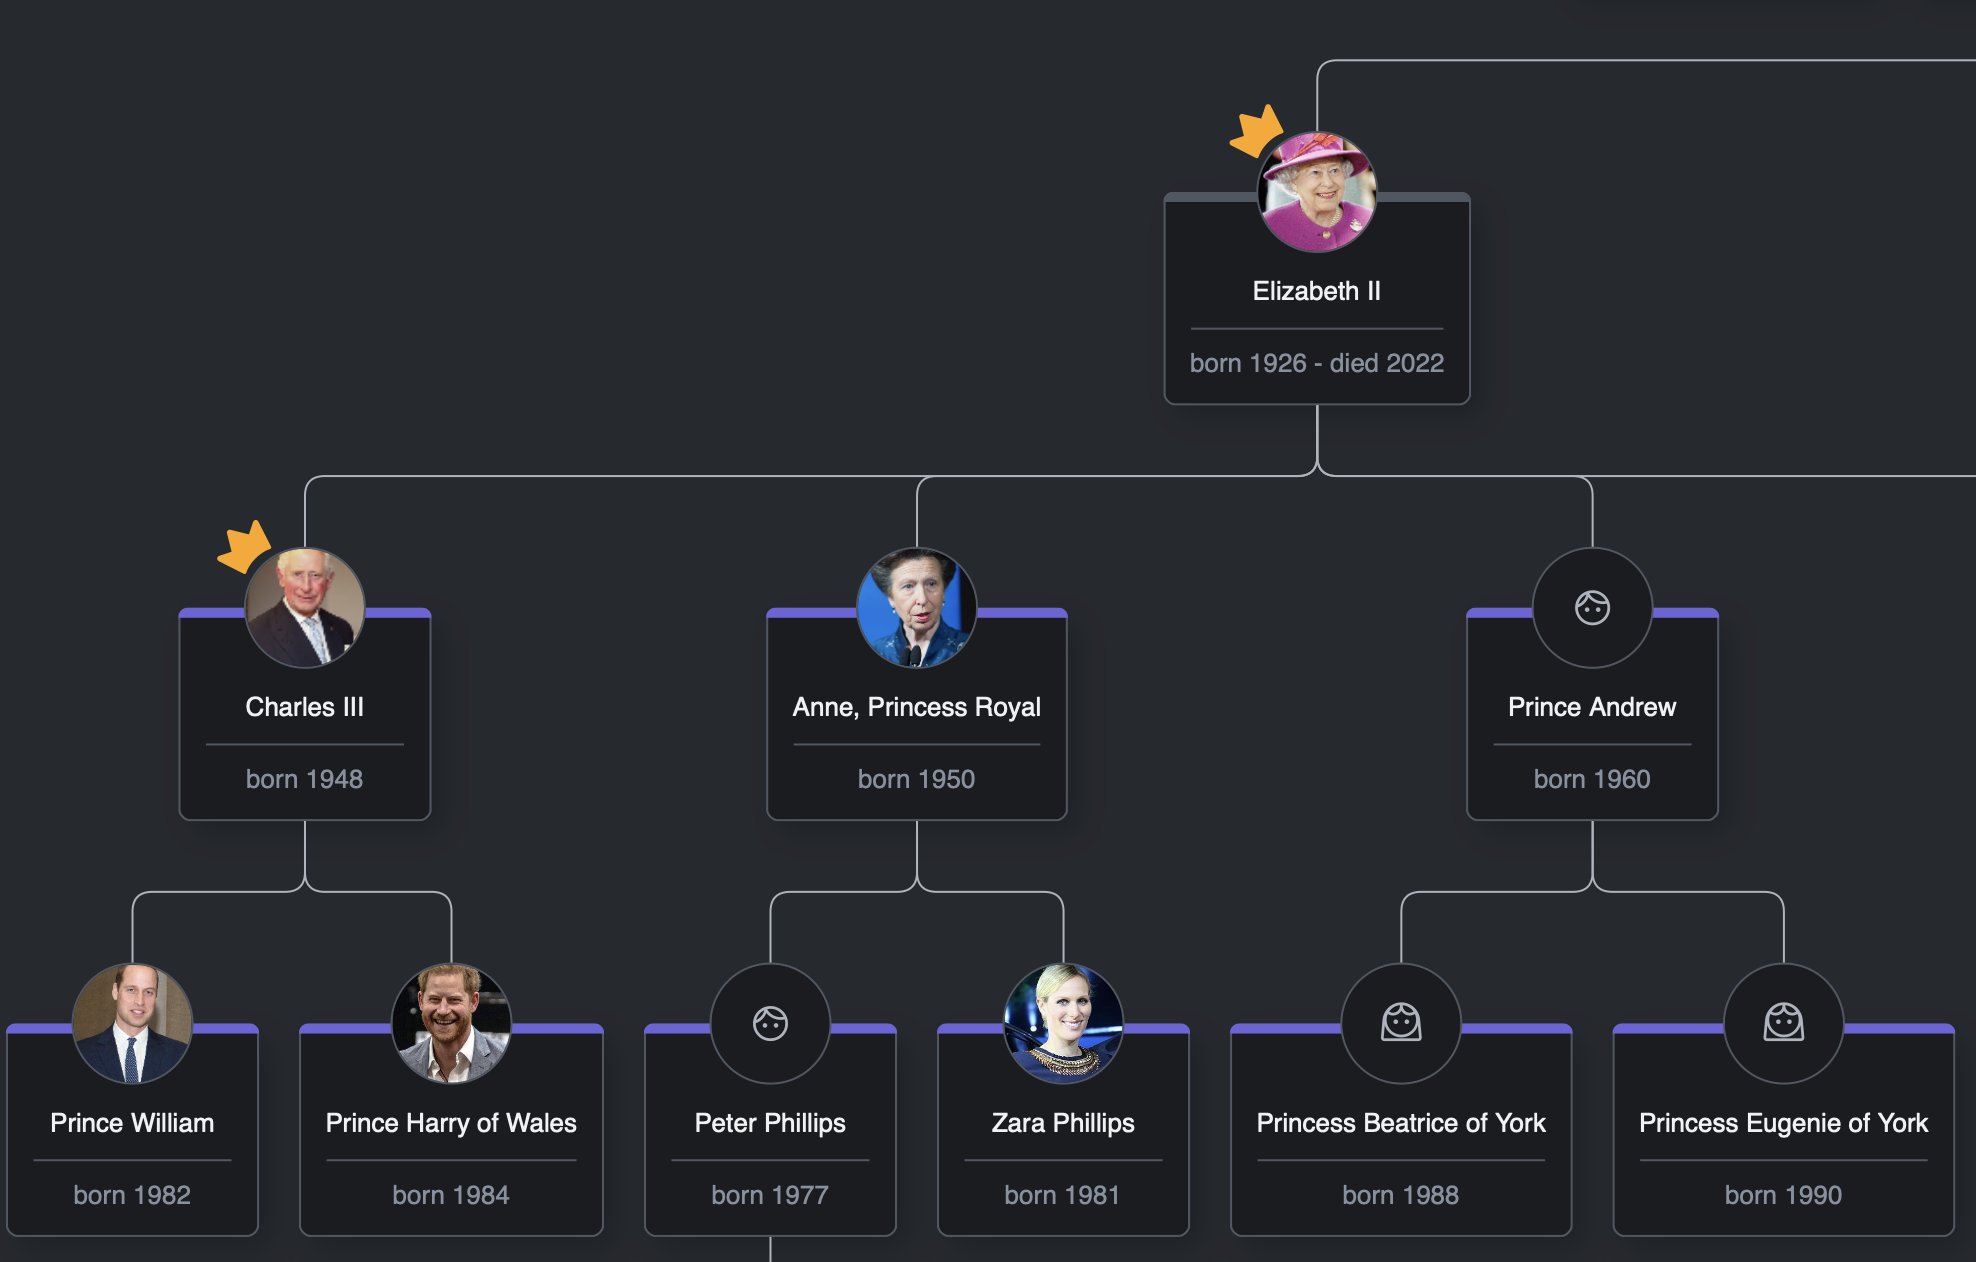 Elizabeth II
born 1926 - died 2022
Charles III
born 1948
Anne, Princess Royal
born 1950
Prince Andrew
born 1960
Prince William
born 1982
Prince Harry of Wales
born 1984
Peter Phillips
born 1977
Zara Phillips
born 1981
Princess Beatrice of York
born 1988
Princess Eugenie of York
born 1990